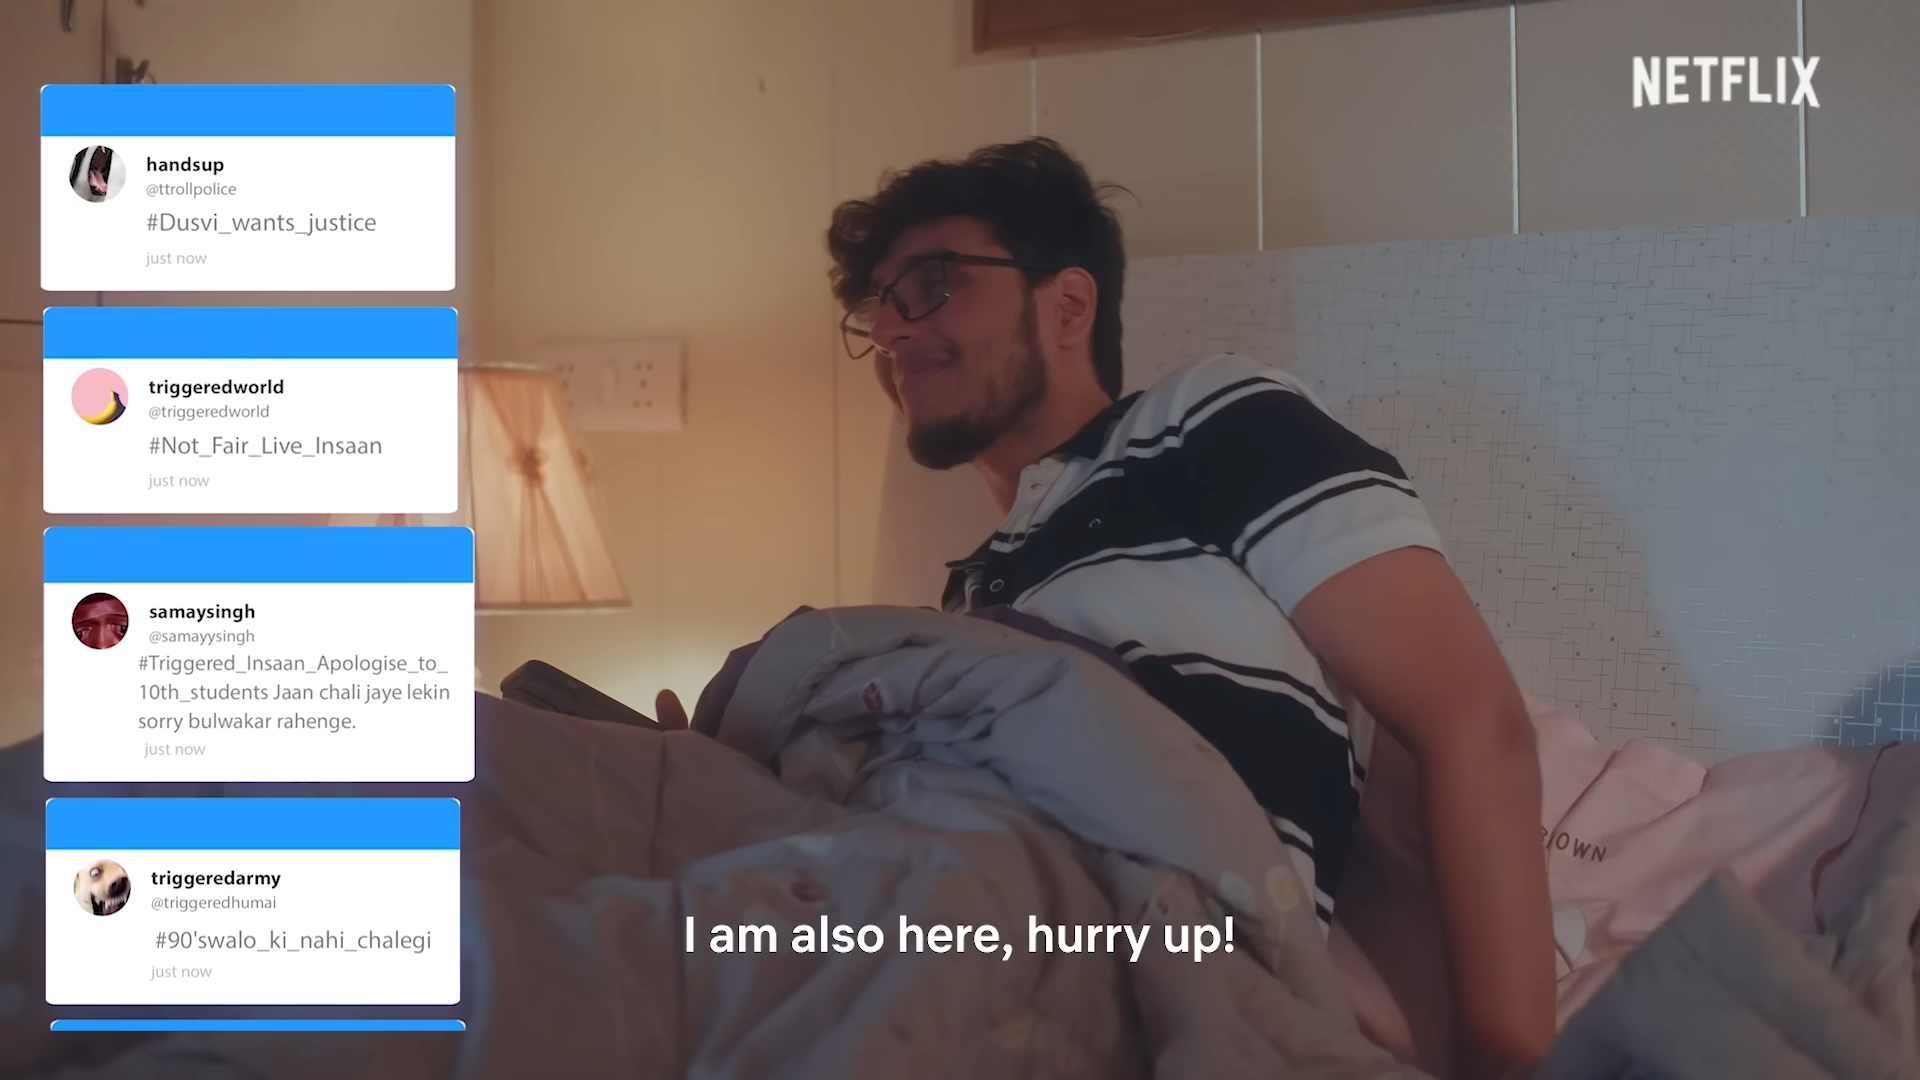 NETFLIX
handsup
@ttrollpolice
#Dusvi_wants_justice
just now
triggeredworld
@triggeredworld
#Not_Fair_Live_Insaan
just now
samaysingh
@samayysingh
#Triggered_Insaan_Apologise_to_
10th_students Jaan chali jaye lekin
sorry bulwakar rahenge.
just now
triggeredarmy
@triggeredhumai
#90'swalo_ki_nahi_chalegi
just now
I am also here, hurry up!